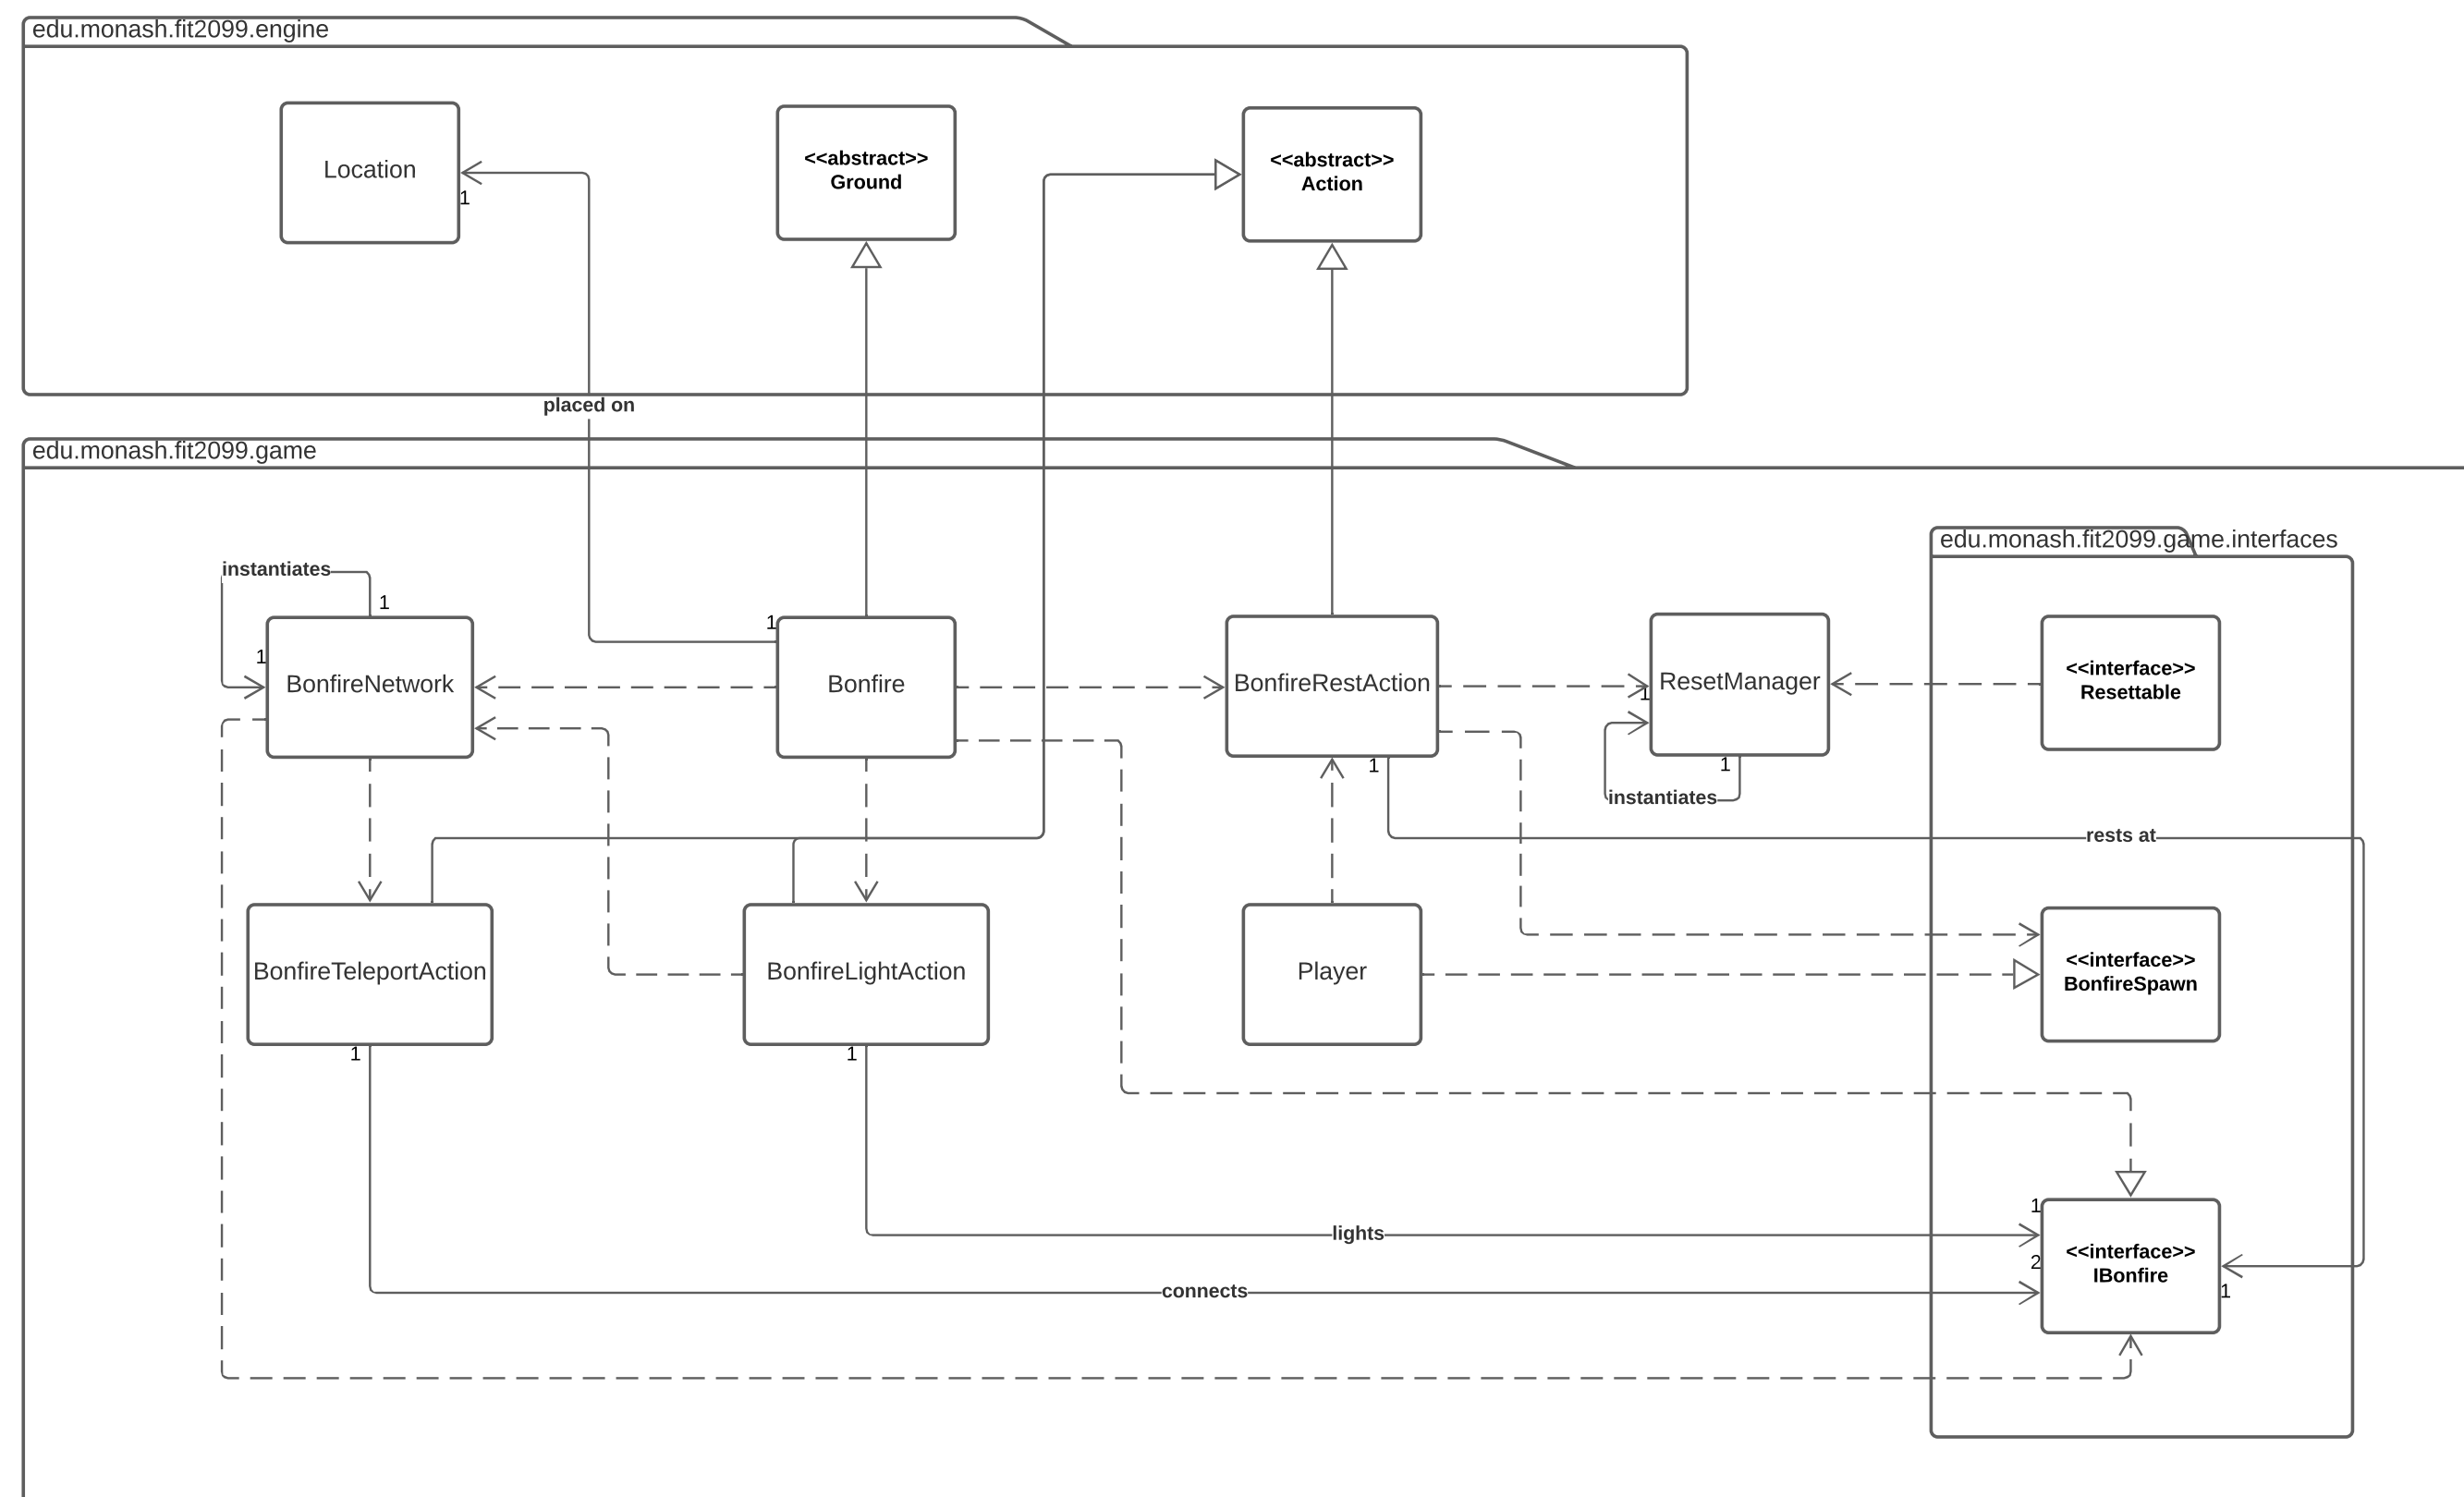 edu.monash.fit2099.engine
Location
1
<<abstract>>
Ground
<<abstract>>
Action
placed on
edu.monash.fit2099.game
edu.monash.fit2099.game.interfaces
instantiates
1
1
BonfireNetwork
1
Bonfire
BonfireRestAction
1
1
ResetManager
1
instantiates
<<interface>>
Resettable
rests at
BonfireTeleportAction
1
BonfireLightAction
1
Player
<<interface>>
BonfireSpawn
1
lights
2
connects
<<interface>>
IBonfire
1